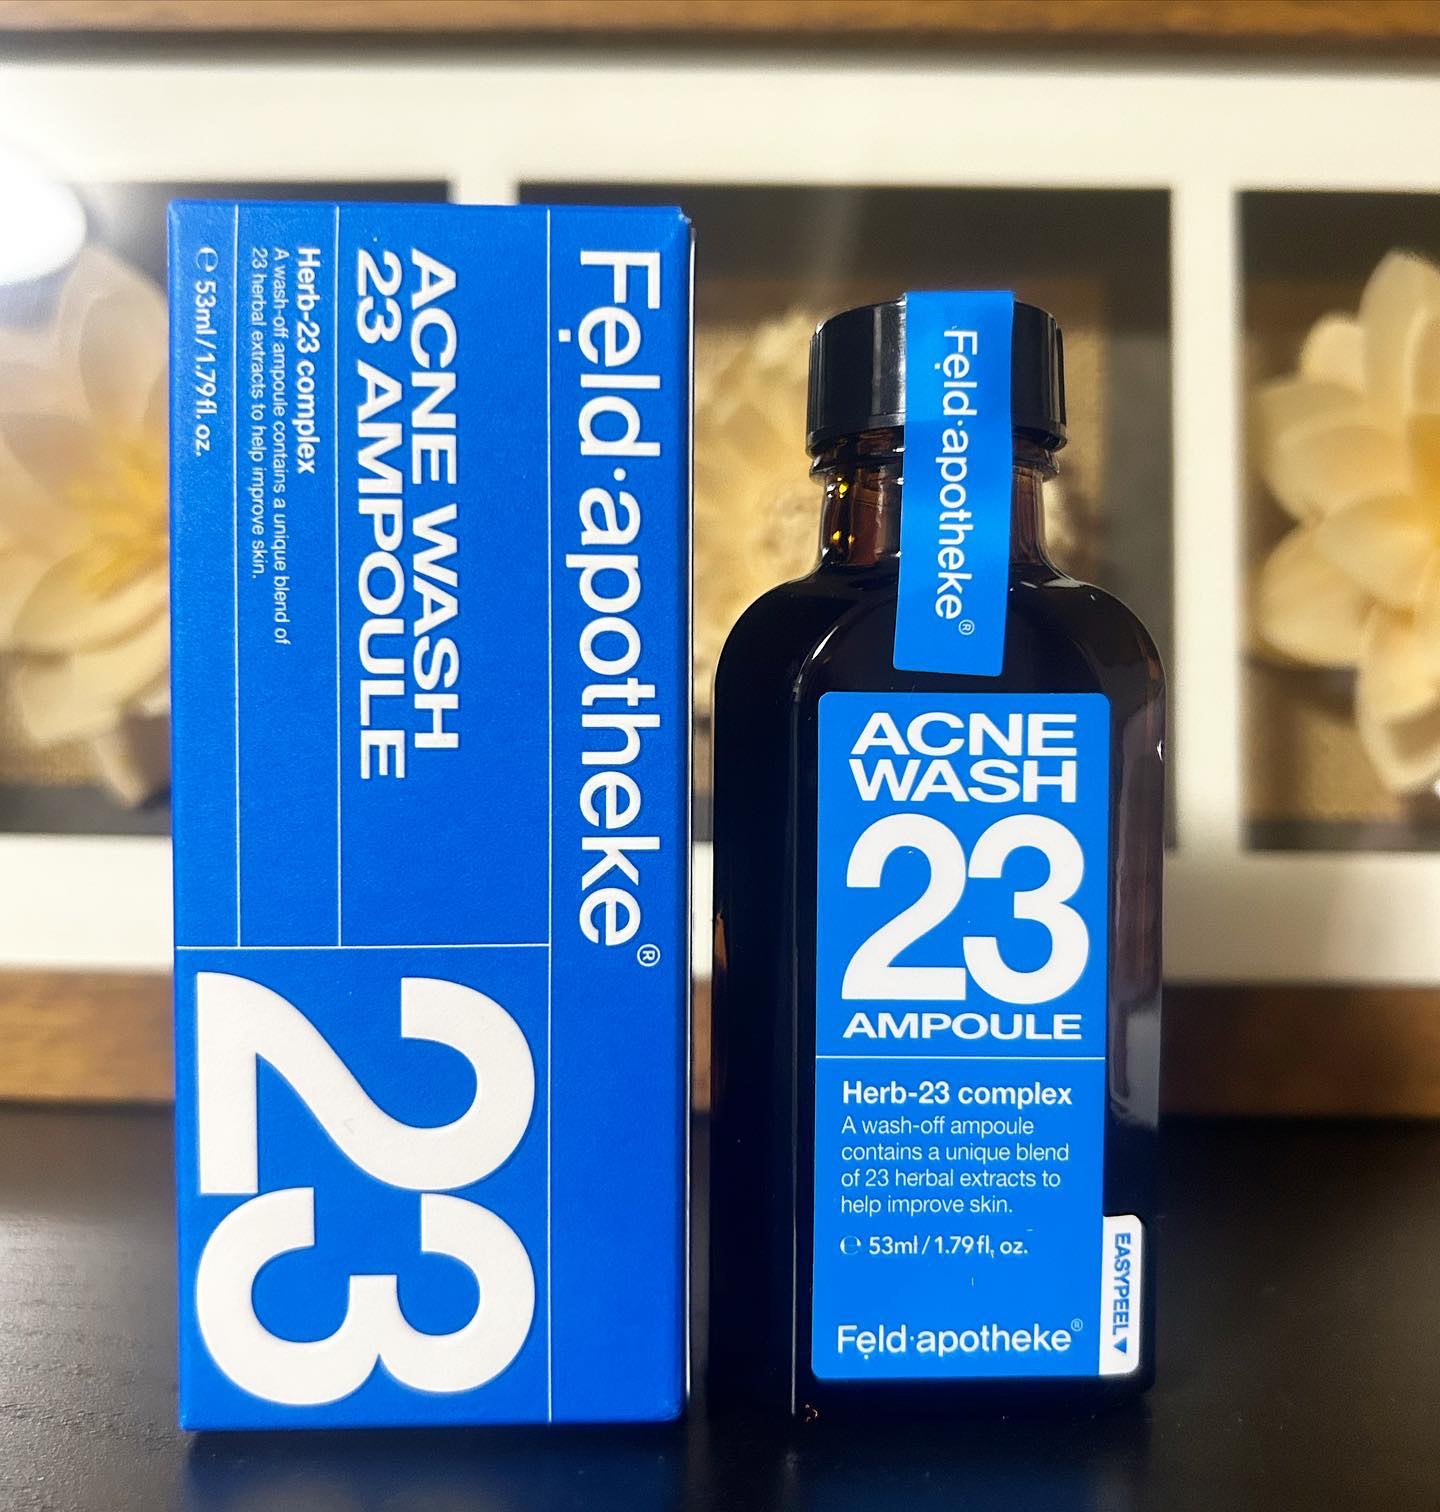 Fẹld·apotheke®
ACNE WASH
23 AMPOULE
Herb-23 complex
A wash-off ampoule contains a unique blend of
23 herbal extracts to help improve skin.
℮ 53ml/1.79fl. oz.
23
Fẹld·apotheke®
ACNE
WASH
23
AMPOULE
Herb-23 complex
A wash-off ampoule
contains a unique blend
of 23 herbal extracts to
help improve skin.
℮ 53ml/1.79fl. oz.
EASYPEEL▼
Fẹld·apotheke®